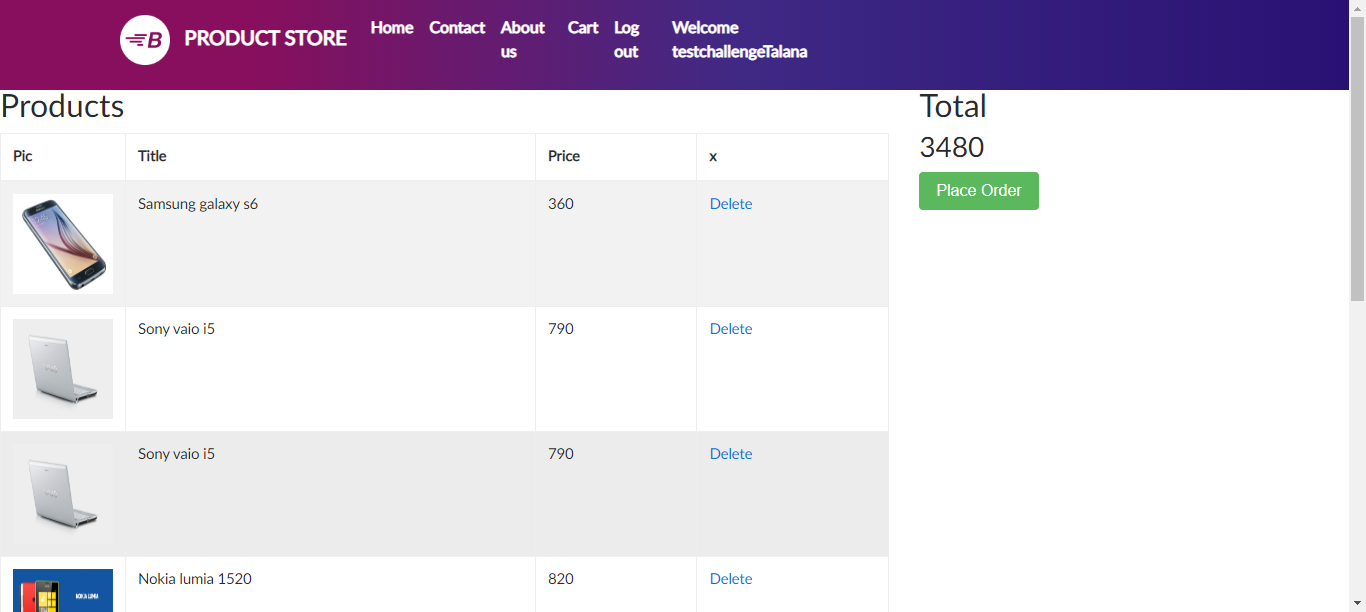 B PRODUCT STORE Home Contact About us Cart Log out Welcome testchallengeTalana
Products
Total
3480
Place Order
Pic Title Price x
Samsung galaxy s6 360 Delete
Sony vaio i5 790 Delete
Sony vaio i5 790 Delete
Nokia lumia 1520 820 Delete
NOKIA LUMIA